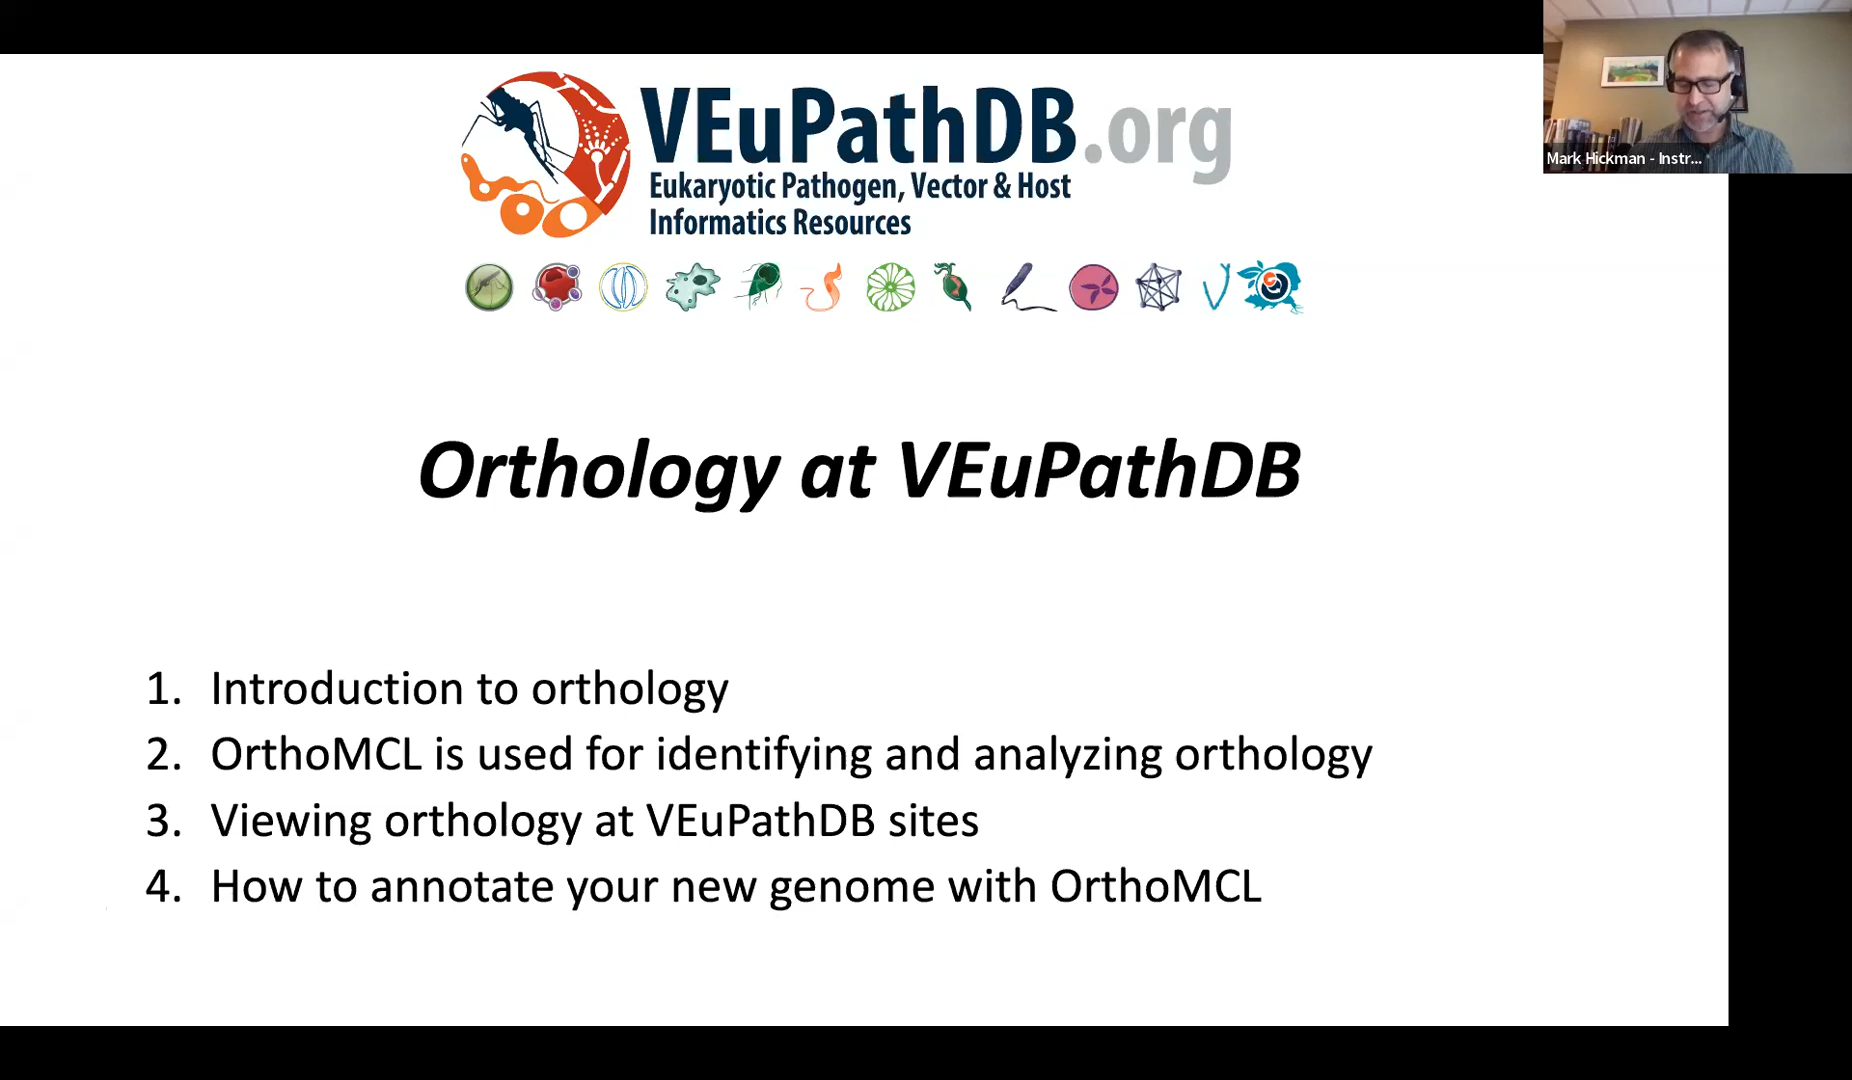 VEuPathDB.org
Eukaryotic Pathogen, Vector & Host
Informatics Resources
Mark Hickman - Instr...
Orthology at VEuPathDB
1. Introduction to orthology
2. OrthoMCL is used for identifying and analyzing orthology
3. Viewing orthology at VEuPathDB sites
4. How to annotate your new genome with OrthoMCL